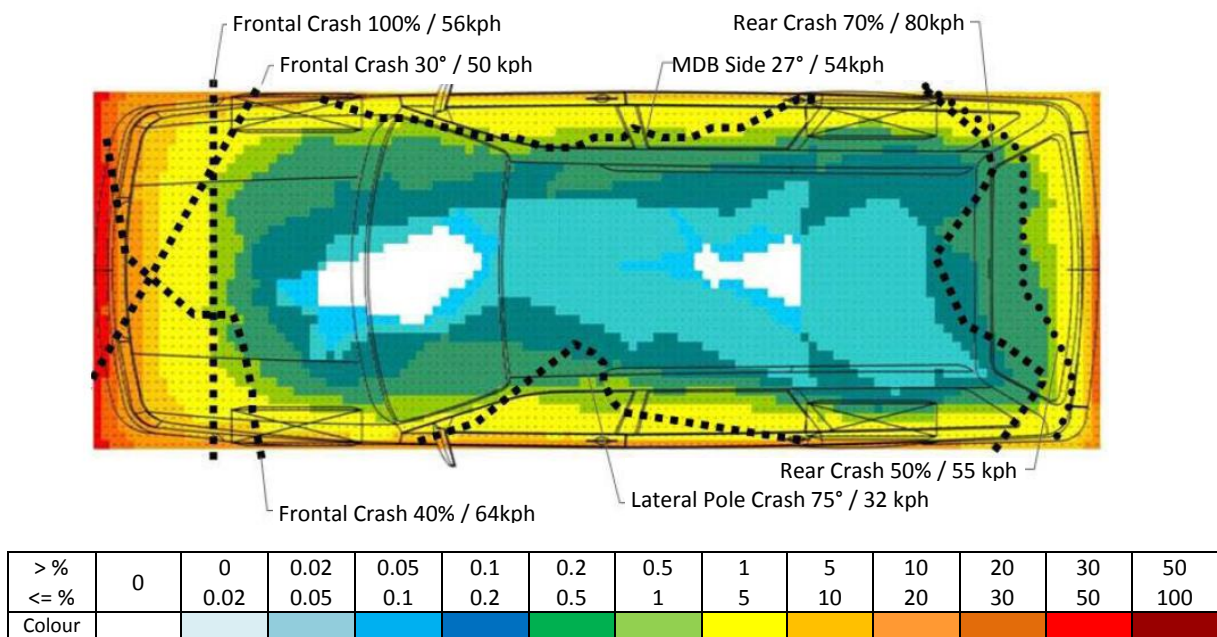 Frontal Crash 100% / 56kph
Rear Crash 70% / 80kph
Frontal Crash 30° / 50 kph
MDB Side 27° / 54kph
Rear Crash 50% / 55 kph
Lateral Pole Crash 75° / 32 kph
Frontal Crash 40% / 64kph
> % 0 0 0.02 0.05 0.1 0.2 0.5 1 5 10 20 30 50
<= % 0.02 0.05 0.1 0.2 0.5 1 5 10 20 30 50 100
Colour